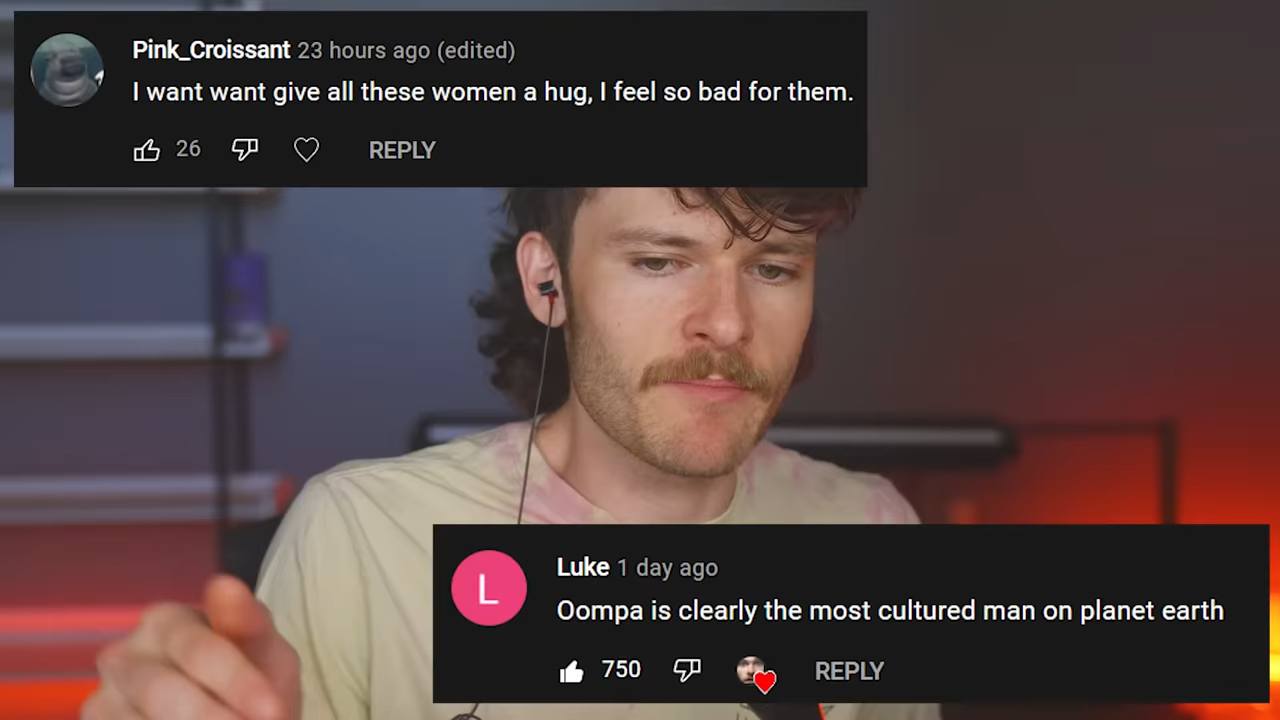 Pink_Croissant 23 hours ago (edited)
I want want give all these women a hug, I feel so bad for them.
26 REPLY
L
Luke 1 day ago
Oompa is clearly the most cultured man on planet earth
750 REPLY